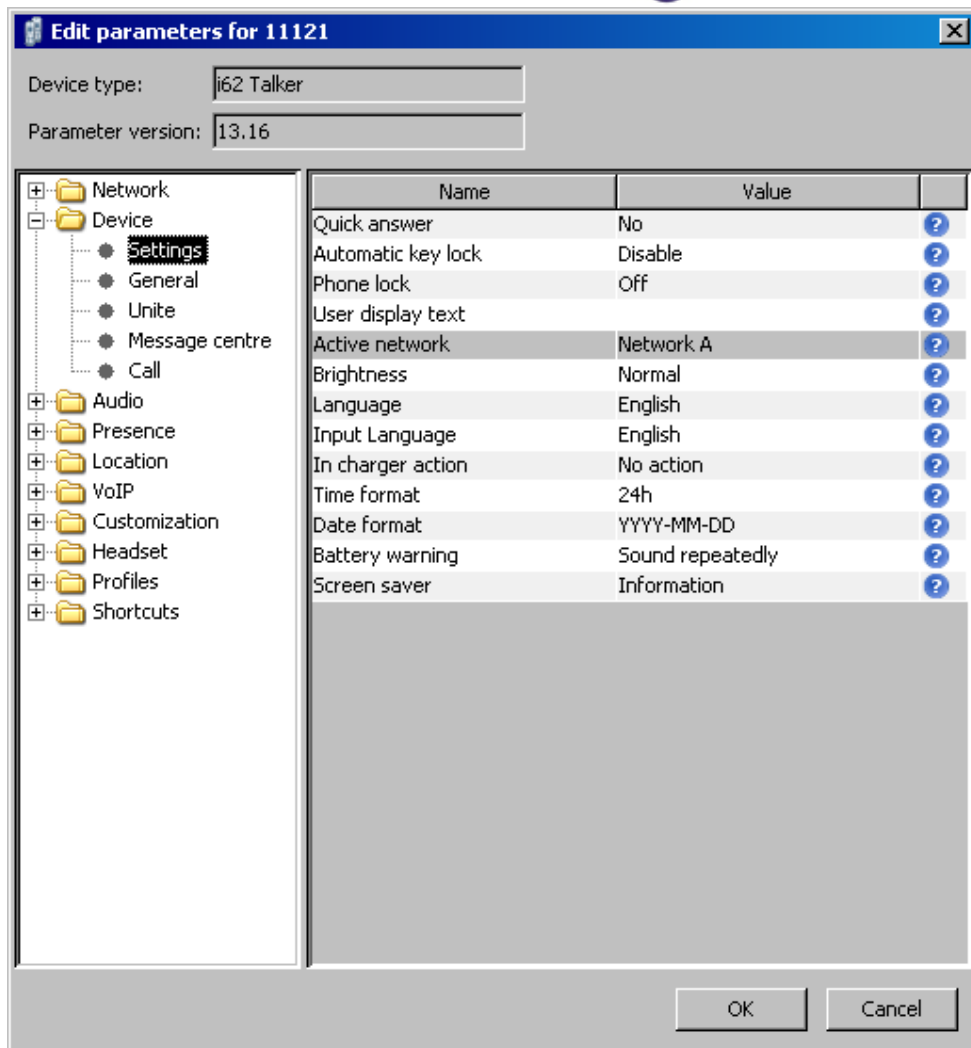 Edit parameters for 11121
Device type: i62 Talker
Parameter version: 13.16
Network
Device
Settings
General
Unite
Message centre
Call
Audio
Presence
Location
VoIP
Customization
Headset
Profiles
Shortcuts
Name Value
Quick answer No
Automatic key lock Disable
Phone lock Off
User display text
Active network Network A
Brightness Normal
Language English
Input Language English
In charger action No action
Time format 24h
Date format YYYY-MM-DD
Battery warning Sound repeatedly
Screen saver Information
OK Cancel